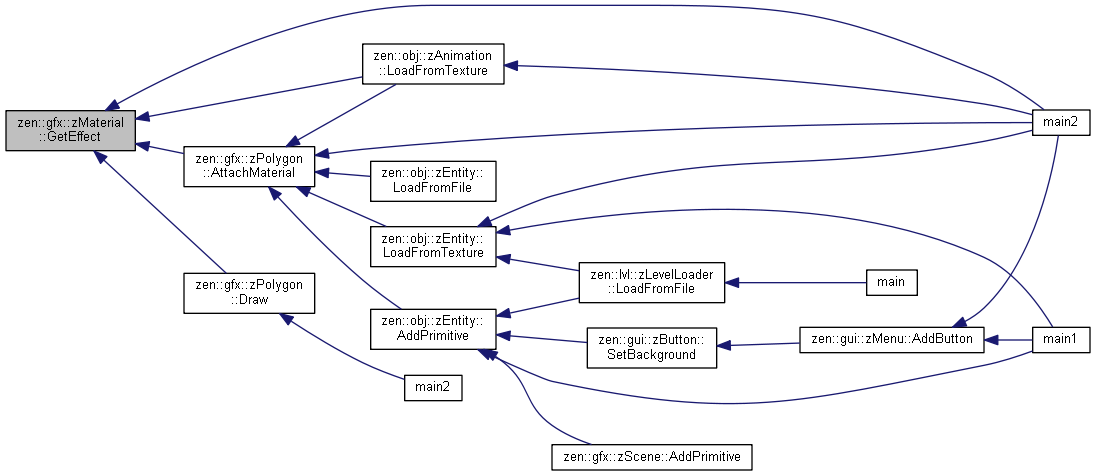 zen::gfx::zMaterial
::GetEffect
zen::obj::zAnimation
::LoadFromTexture
zen::gfx::zPolygon
::AttachMaterial
zen::obj::zEntity::
LoadFromFile
zen::obj::zEntity::
LoadFromTexture
zen::gfx::zPolygon
::Draw
zen::obj::zEntity::
AddPrimitive
main2
zen::lvl::zLevelLoader
::LoadFromFile
main
zen::gui::zButton::
SetBackground
zen::gui::zMenu::AddButton
zen::gfx::zScene::AddPrimitive
main2
main1